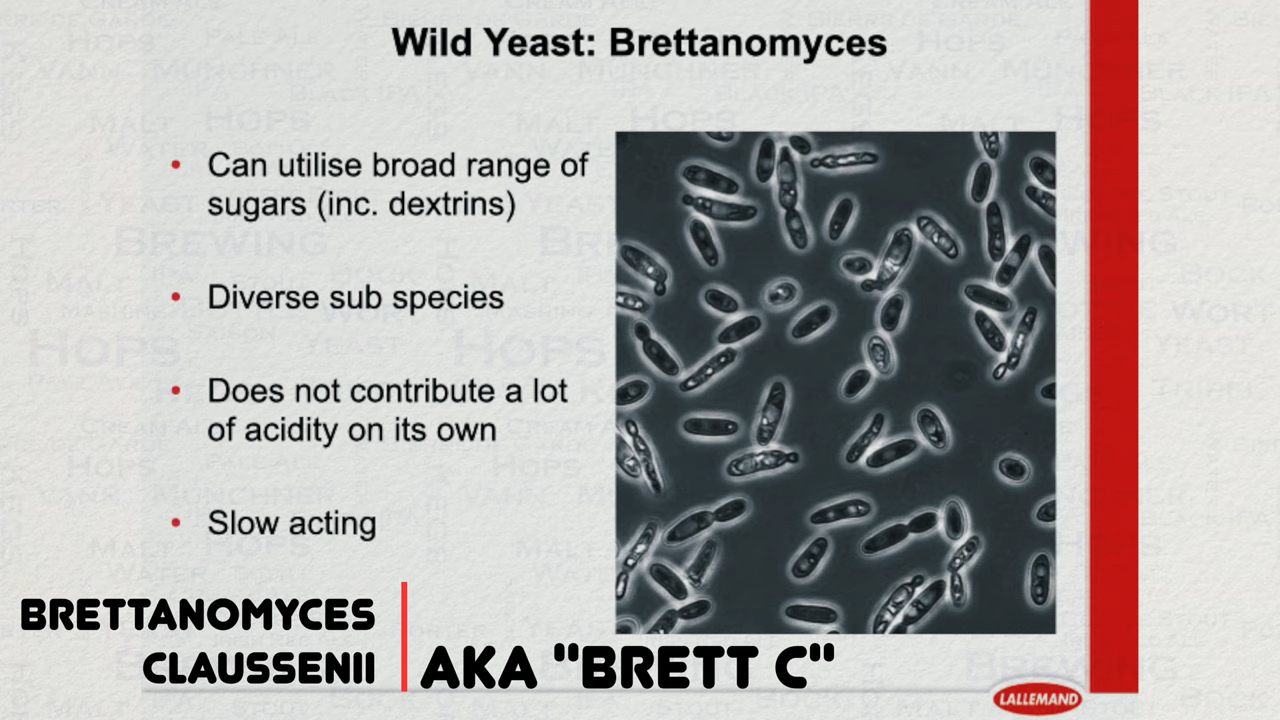 Wild Yeast: Brettanomyces
• Can utilise broad range of
sugars (inc. dextrins)
• Diverse sub species
• Does not contribute a lot
of acidity on its own
• Slow acting
BRETTANOMYCES
CLAUSSENII
AKA "BRETT C"
LALLEMAND